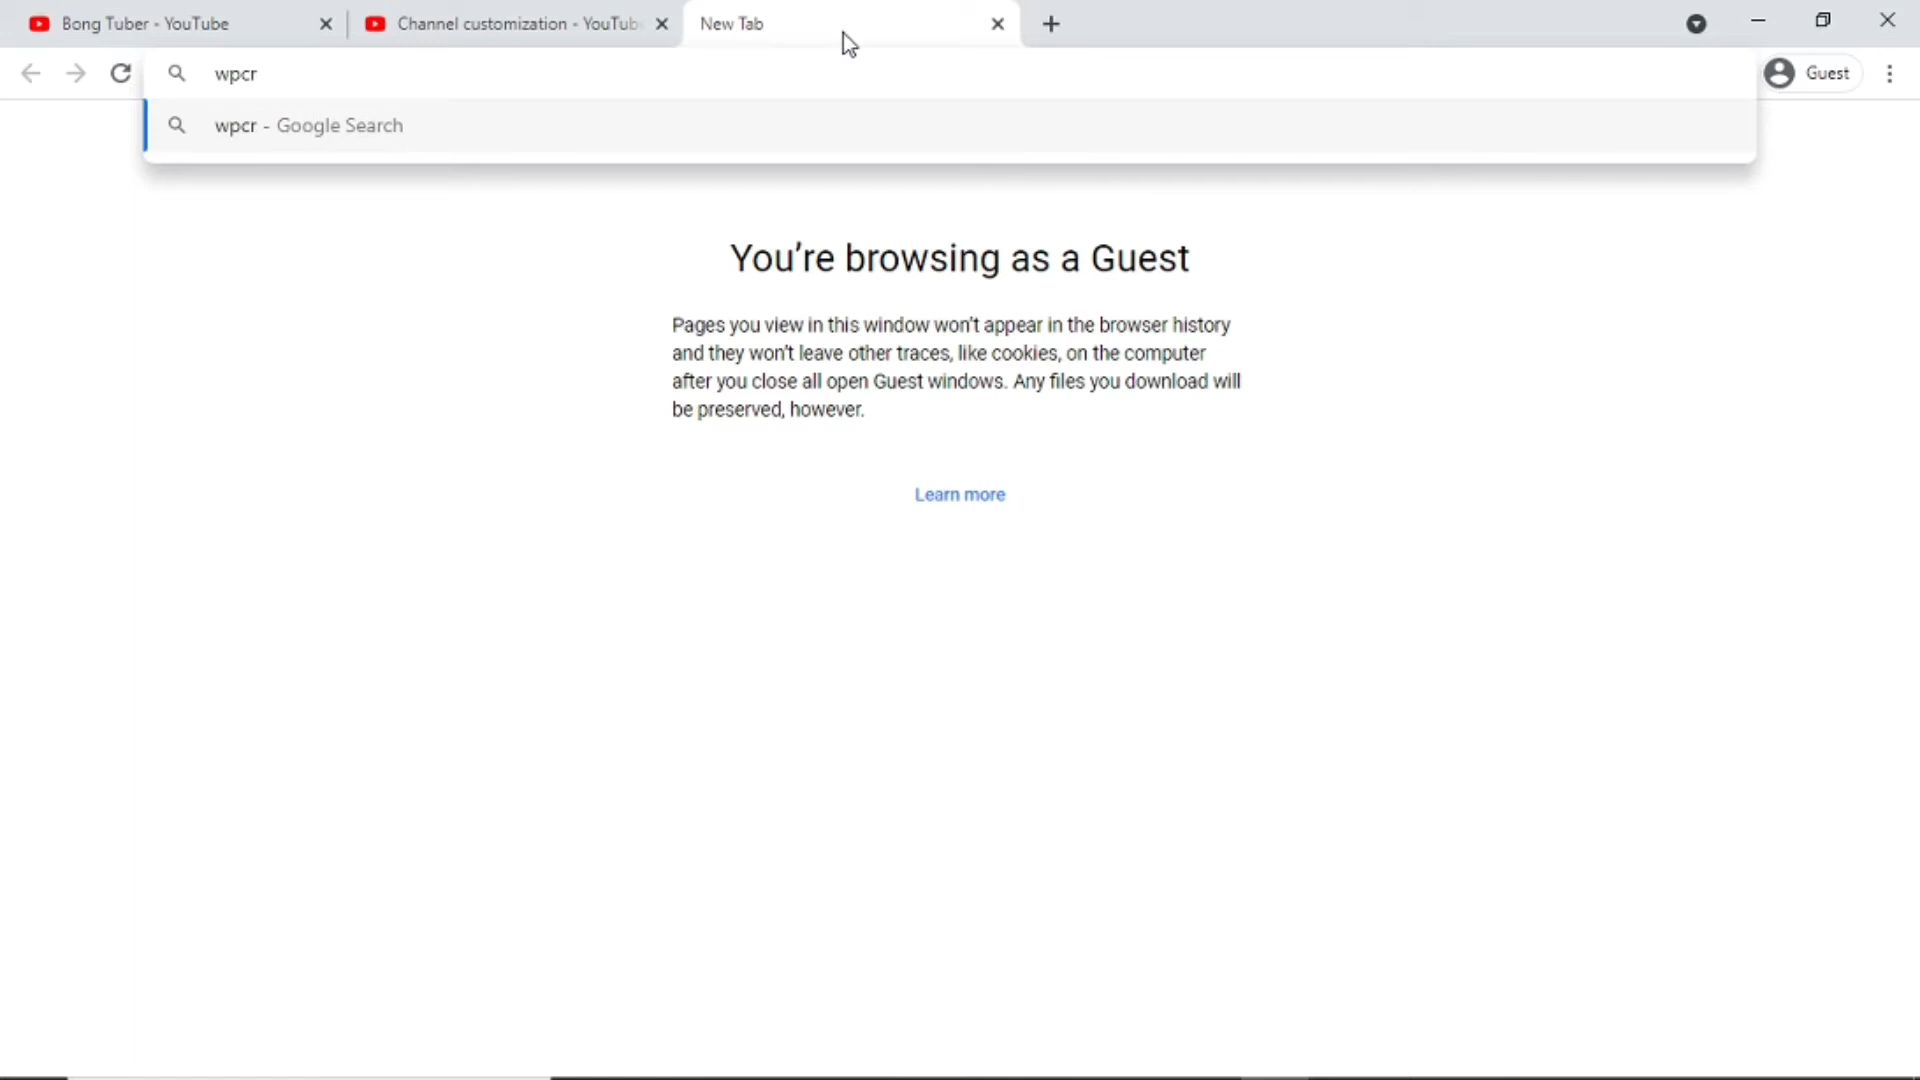 Bong Tuber - YouTube
Channel customization - YouTub
New Tab
wpcr
Guest
wpcr - Google Search
You're browsing as a Guest
Pages you view in this window won't appear in the browser history
and they won't leave other traces, like cookies, on the computer
after you close all open Guest windows. Any files you download will
be preserved, however.
Learn more